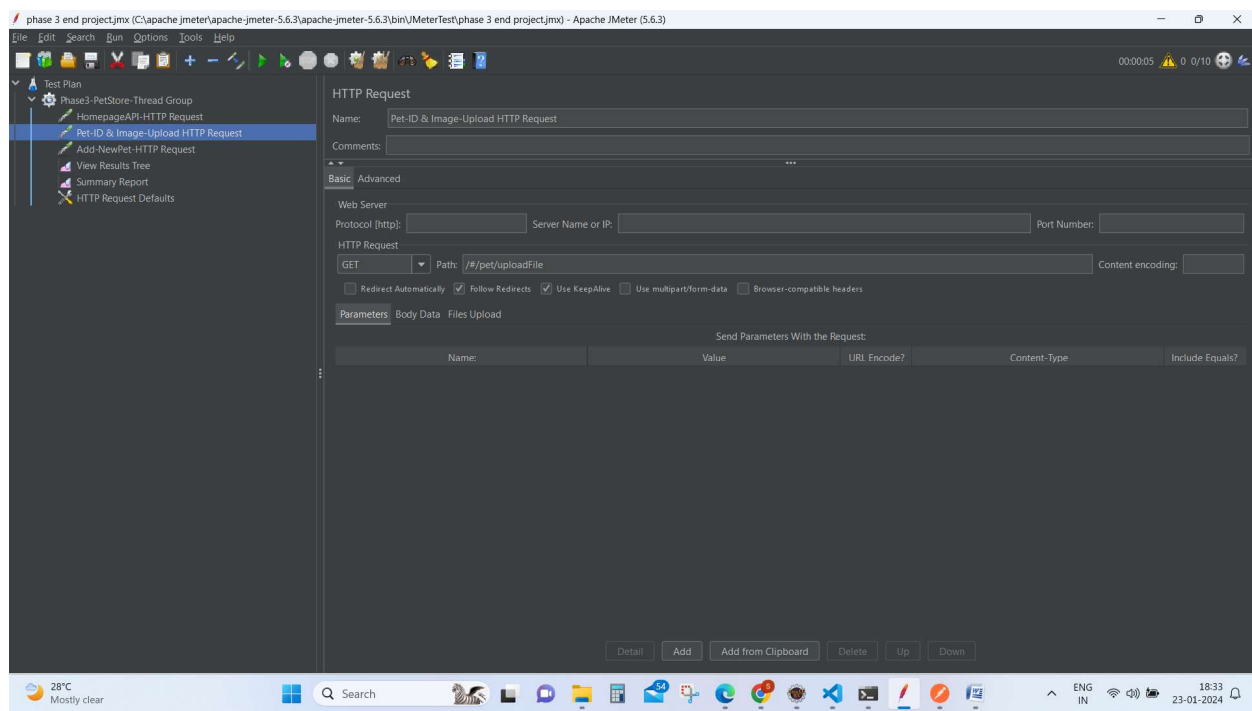 phase 3 end project.jmx (C:\apache jmeter\apache-jmeter-5.6.3\apache-jmeter-5.6.3\bin\JMeterTest\phase 3 end project.jmx) - Apache JMeter (5.6.3)
File Edit Search Run Options Tools Help
00:00:05 0 0/10
Test Plan
Phase3-PetStore-Thread Group
HomepageAPI-HTTP Request
Pet-ID & Image-Upload HTTP Request
Add-NewPet-HTTP Request
View Results Tree
Summary Report
HTTP Request Defaults
HTTP Request
Name: Pet-ID & Image-Upload HTTP Request
Comments:
Basic Advanced
Web Server
Protocol [http]: Server Name or IP: Port Number:
HTTP Request
GET Path: /#/pet/uploadFile Content encoding:
Redirect Automatically Follow Redirects Use KeepAlive Use multipart/form-data Browser-compatible headers
Parameters Body Data Files Upload
Send Parameters With the Request:
Name: Value URL Encode? Content-Type Include Equals?
Detail Add Add from Clipboard Delete Up Down
28°C
Mostly clear
Search
54
ENG
IN
18:33
23-01-2024